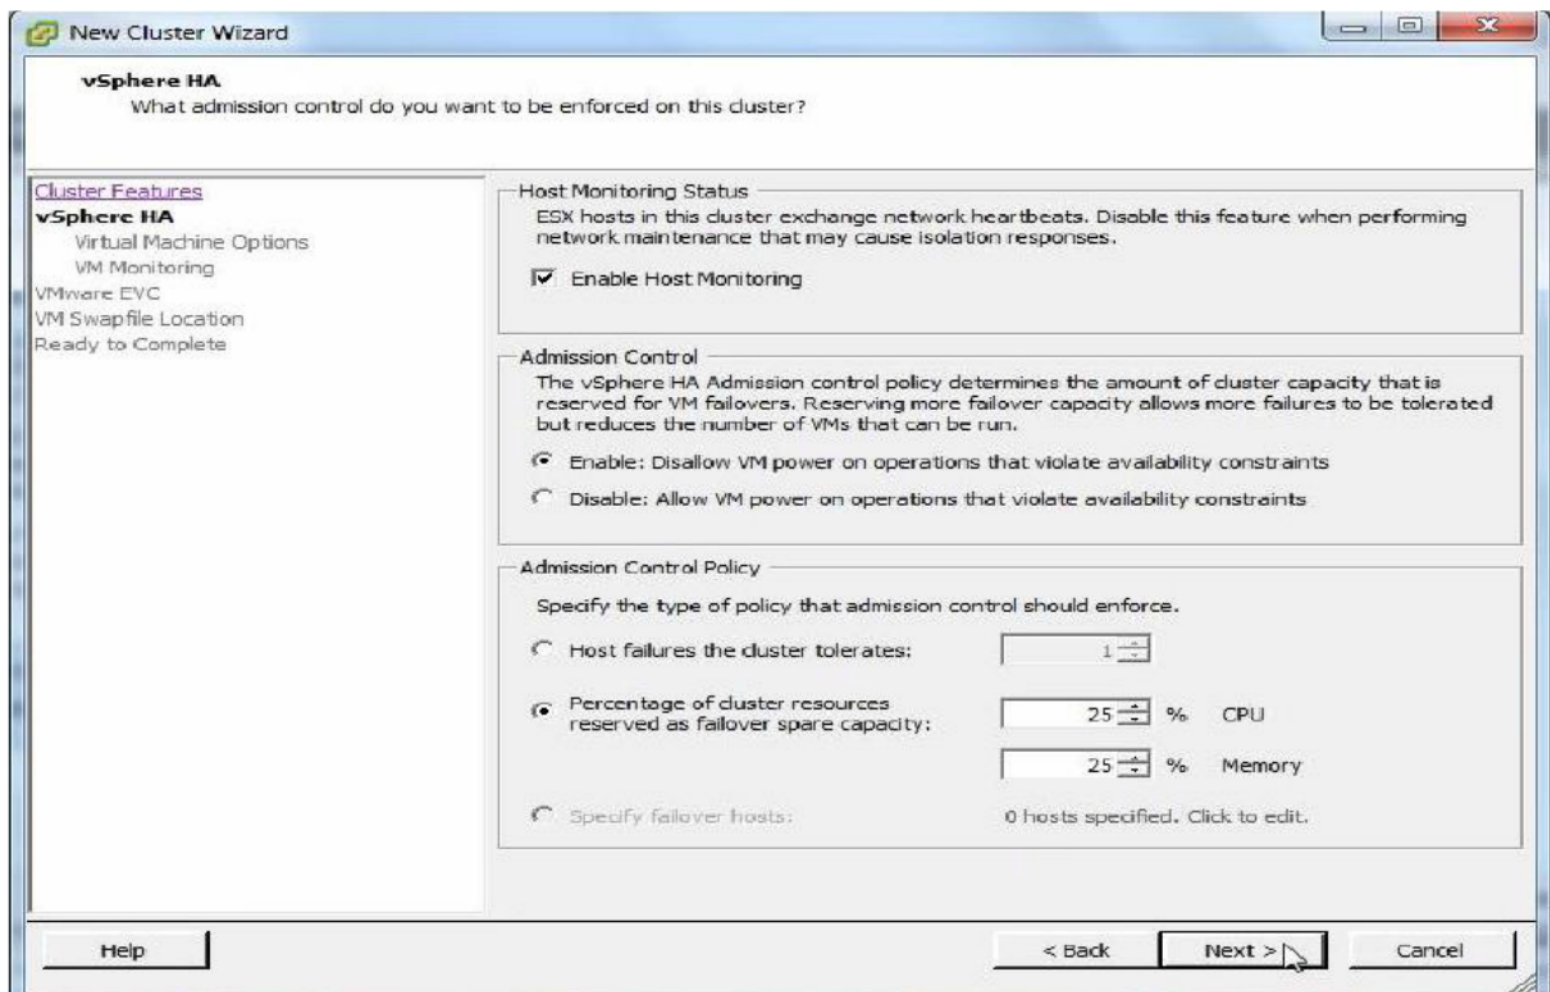 New Cluster Wizard
vSphere HA
What admission control do you want to be enforced on this cluster?
Cluster Features
vSphere HA
Virtual Machine Options
VM Monitoring
VMware EVC
VM Swapfile Location
Ready to Complete
Host Monitoring Status
ESX hosts in this cluster exchange network heartbeats. Disable this feature when performing
network maintenance that may cause isolation responses.
Enable Host Monitoring
Admission Control
The vSphere HA Admission control policy determines the amount of cluster capacity that is
reserved for VM failovers. Reserving more failover capacity allows more failures to be tolerated
but reduces the number of VMs that can be run.
Enable: Disallow VM power on operations that violate availability constraints
Disable: Allow VM power on operations that violate availability constraints
Admission Control Policy
Specify the type of policy that admission control should enforce.
Host failures the cluster tolerates: 1
Percentage of cluster resources
reserved as failover spare capacity: 25 % CPU
25 % Memory
Specify failover hosts: 0 hosts specified. Click to edit.
Help < Back Next > Cancel